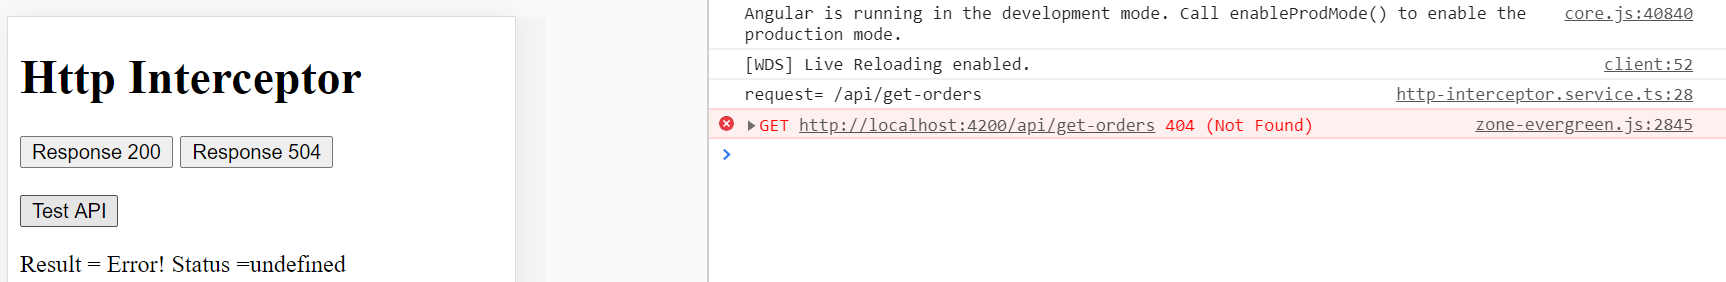 Http Interceptor
Response 200 Response 504
Test API
Result = Error! Status =undefined
Angular is running in the development mode. Call enableProdMode() to enable the core.js:40840
production mode.
[WDS] Live Reloading enabled. client:52
request= /api/get-orders http-interceptor.service.ts:28
GET http://localhost:4200/api/get-orders 404 (Not Found) zone-evergreen.js:2845